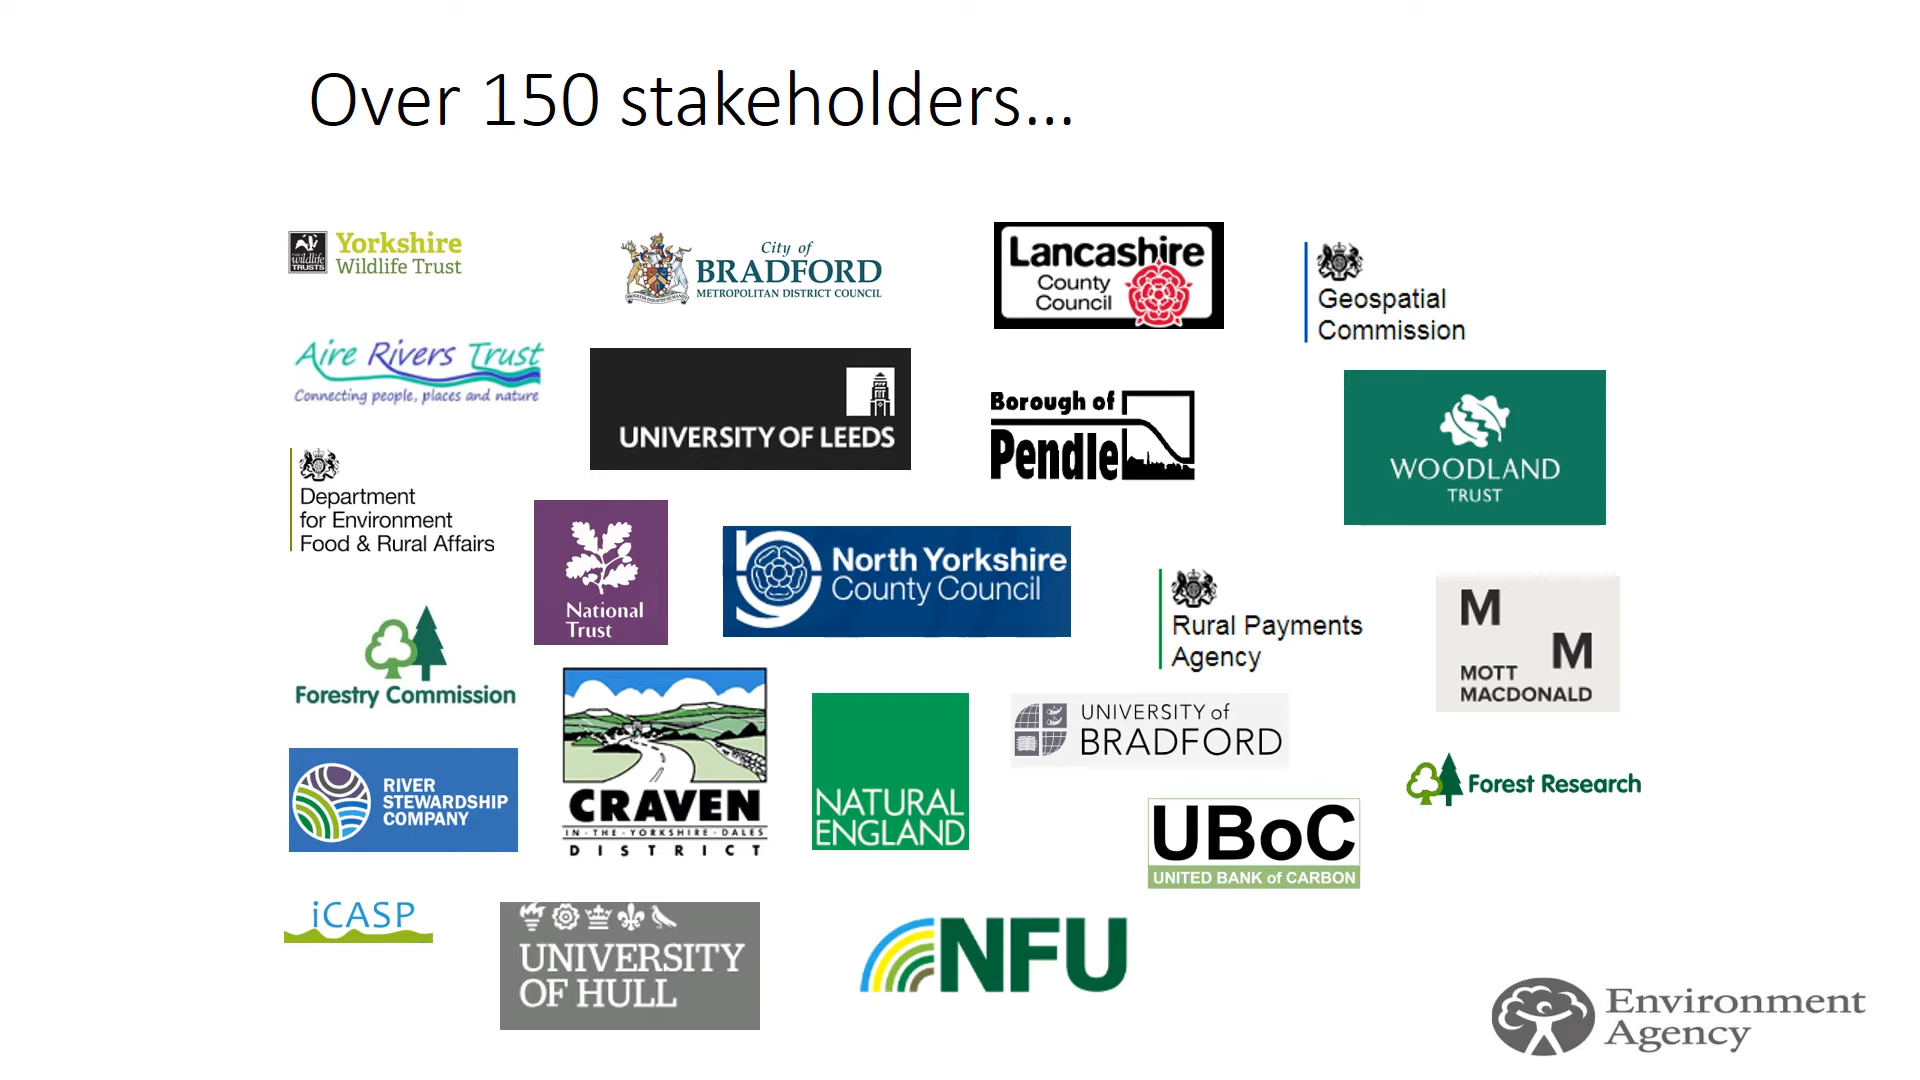 Over 150 stakeholders...
Yorkshire
Wildlife Trust
the
wildlife
TRUSTS
City of
BRADFORD
METROPOLITAN DISTRICT COUNCIL
Lancashire
County
Council
Geospatial
Commission
Aire Rivers Trust
Connecting people, places and nature
UNIVERSITY OF LEEDS
Borough of
Pendle
WOODLAND
TRUST
Department
for Environment
Food & Rural Affairs
National
Trust
North Yorkshire
County Council
Rural Payments
Agency
M
M
MOTT
MACDONALD
Forestry Commission
CRAVEN
IN·THE·YORKSHIRE·DALES
DISTRICT
NATURAL
ENGLAND
UNIVERSITY of
BRADFORD
Forest Research
RIVER
STEWARDSHIP
COMPANY
UBoC
UNITED BANK of CARBON
iCASP
UNIVERSITY
OF HULL
NFU
Environment
Agency